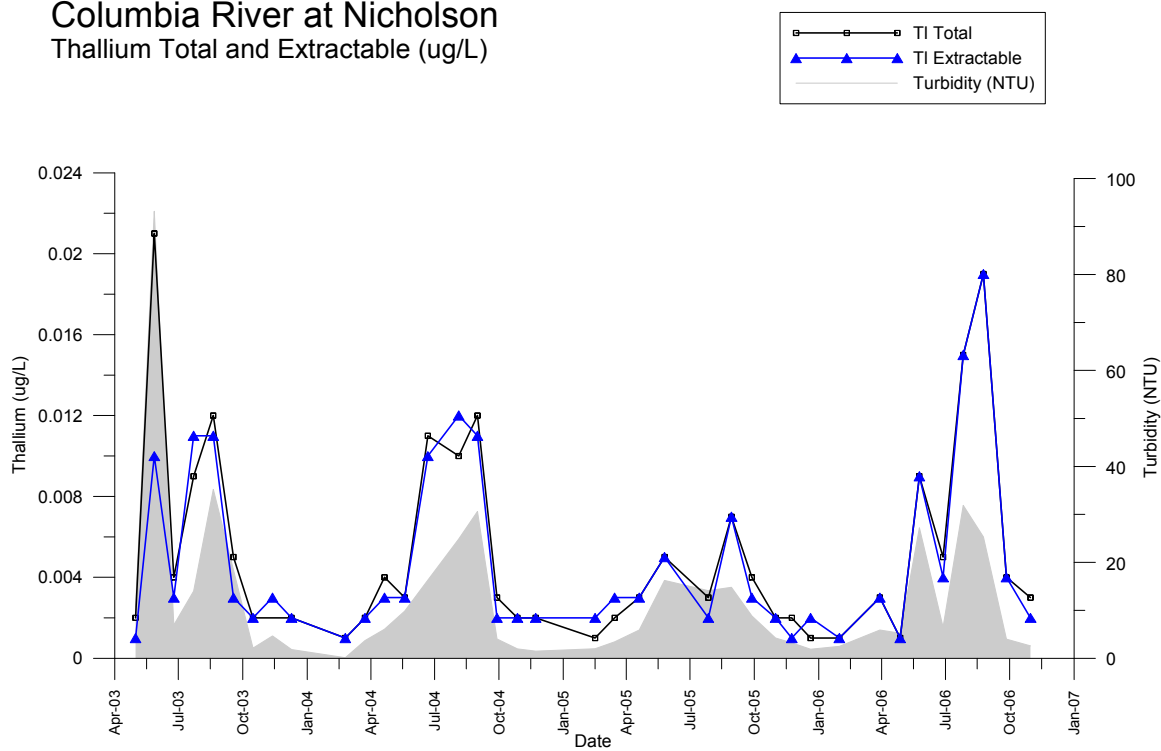 Columbia River at Nicholson
Thallium Total and Extractable (ug/L)
Tl Total
Tl Extractable
Turbidity (NTU)
0.024
0.02
0.016
0.012
0.008
0.004
0
Thallium (ug/L)
100
80
60
40
20
0
Turbidity (NTU)
Apr-03
Jul-03
Oct-03
Jan-04
Apr-04
Jul-04
Oct-04
Jan-05
Apr-05
Jul-05
Oct-05
Jan-06
Apr-06
Jul-06
Oct-06
Jan-07
Date